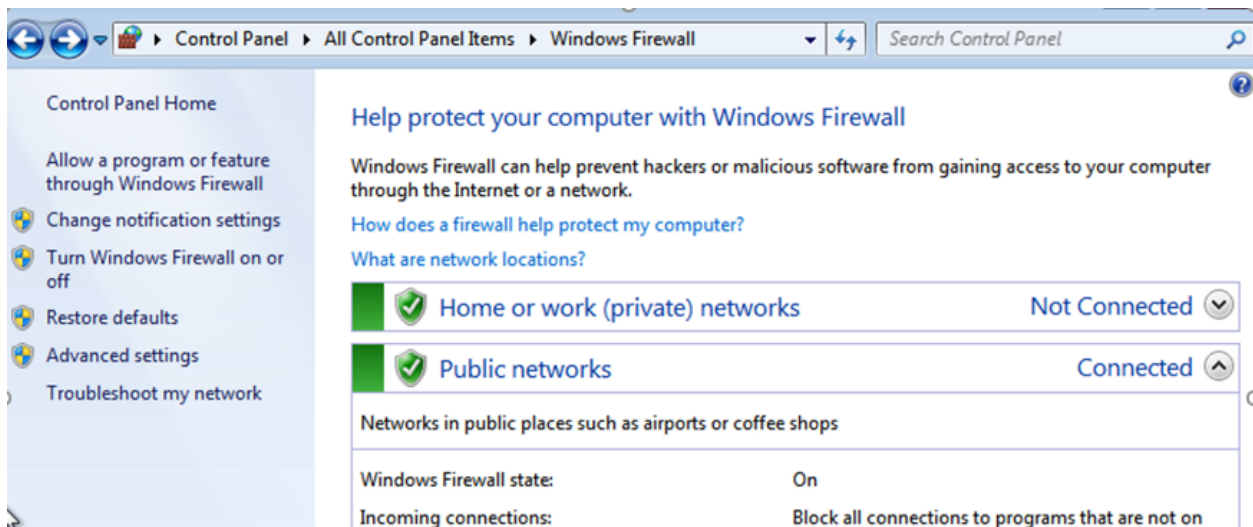 Control Panel ▸ All Control Panel Items ▸ Windows Firewall
Search Control Panel
Control Panel Home
Allow a program or feature
through Windows Firewall
Change notification settings
Turn Windows Firewall on or
off
Restore defaults
Advanced settings
Troubleshoot my network
Help protect your computer with Windows Firewall
Windows Firewall can help prevent hackers or malicious software from gaining access to your computer
through the Internet or a network.
How does a firewall help protect my computer?
What are network locations?
Home or work (private) networks Not Connected
Public networks Connected
Networks in public places such as airports or coffee shops
Windows Firewall state: On
Incoming connections: Block all connections to programs that are not on